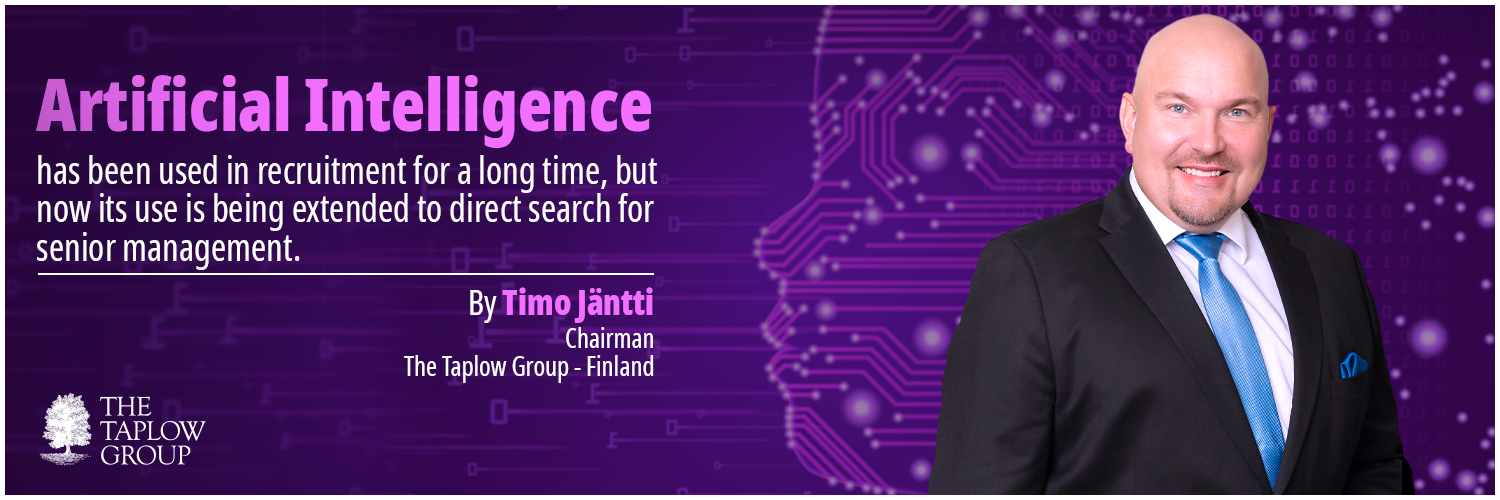 Artificial Intelligence
has been used in recruitment for a long time, but
now its use is being extended to direct search for
senior management.
By Timo Jäntti
Chairman
The Taplow Group - Finland
THE
TAPLOW
GROUP